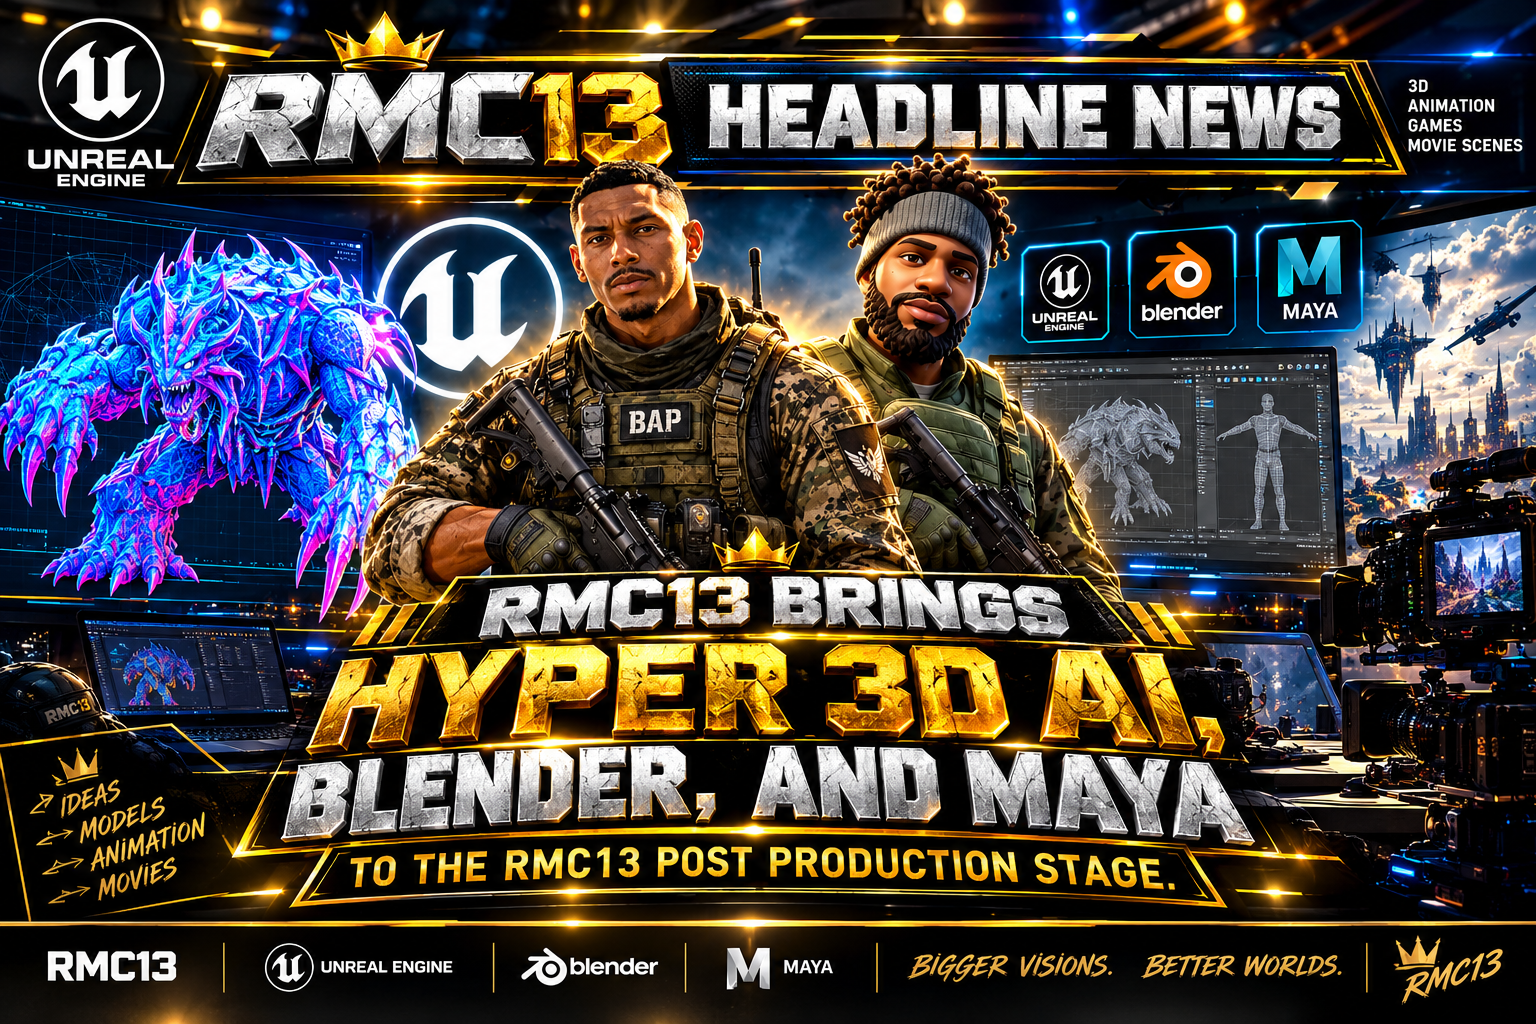 UNREAL
ENGINE
RMC13 HEADLINE NEWS
3D
ANIMATION
GAMES
MOVIE SCENES
UNREAL
ENGINE
blender
MAYA
BAP
RMC13
RMC13 BRINGS
HYPER 3D AI,
BLENDER, AND MAYA
TO THE RMC13 POST PRODUCTION STAGE.
IDEAS
MODELS
ANIMATION
MOVIES
RMC13
UNREAL ENGINE
blender
MAYA
BIGGER VISIONS. BETTER WORLDS.
RMC13